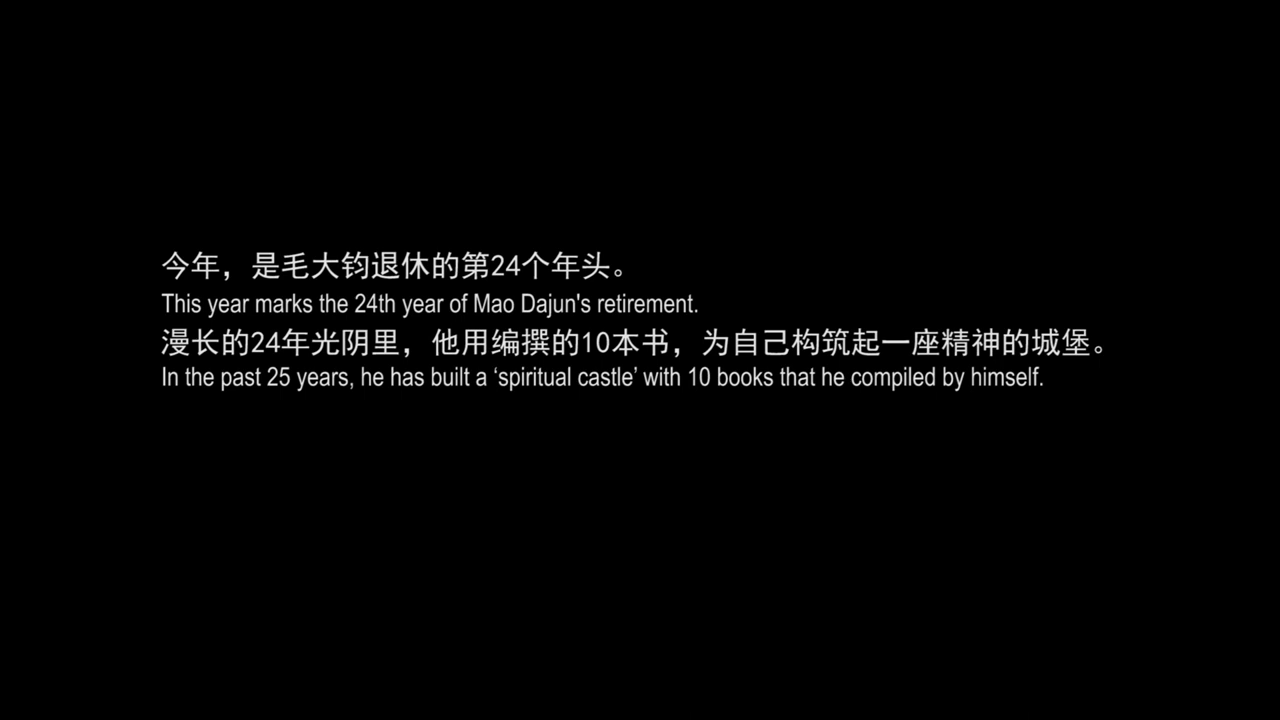 今年，是毛大钧退休的第24个年头。
This year marks the 24th year of Mao Dajun's retirement.
漫长的24年光阴里，他用编撰的10本书，为自己构筑起一座精神的城堡。
In the past 25 years, he has built a ‘spiritual castle’ with 10 books that he compiled by himself.